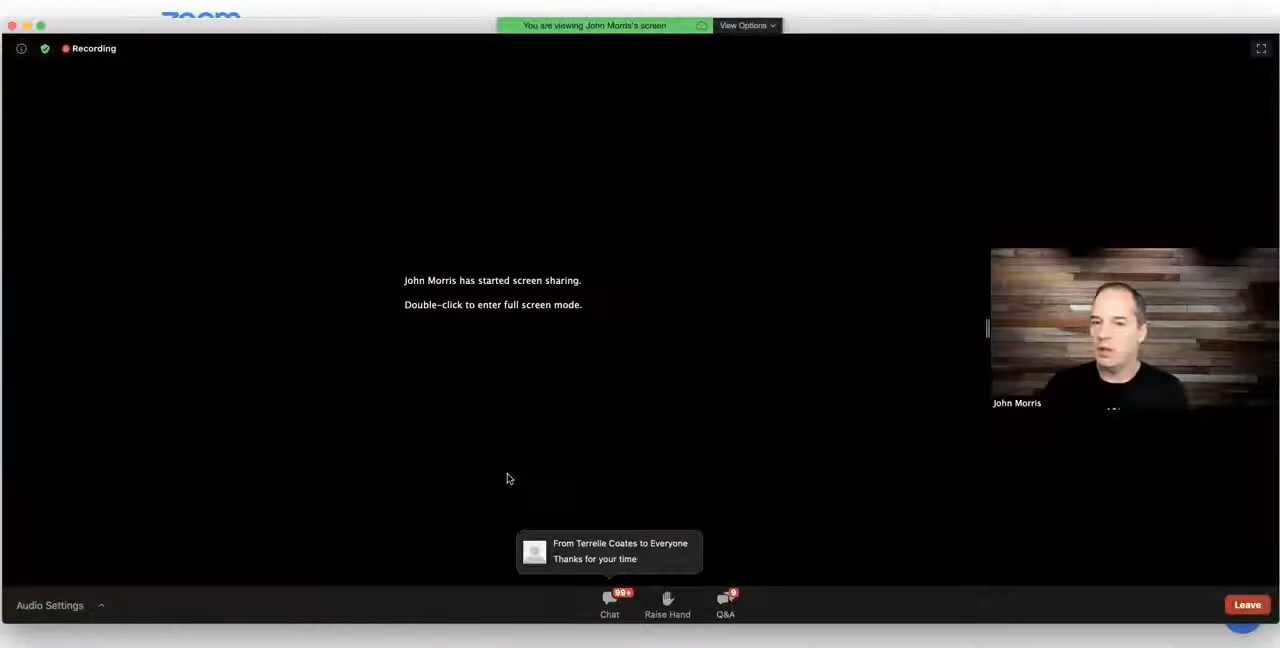 zoom
You are viewing John Morris's screen
View Options
Recording
John Morris has started screen sharing.
Double-click to enter full screen mode.
John Morris
From Terrelle Coates to Everyone
Thanks for your time
Audio Settings
99+
Chat
Raise Hand
9
Q&A
Leave